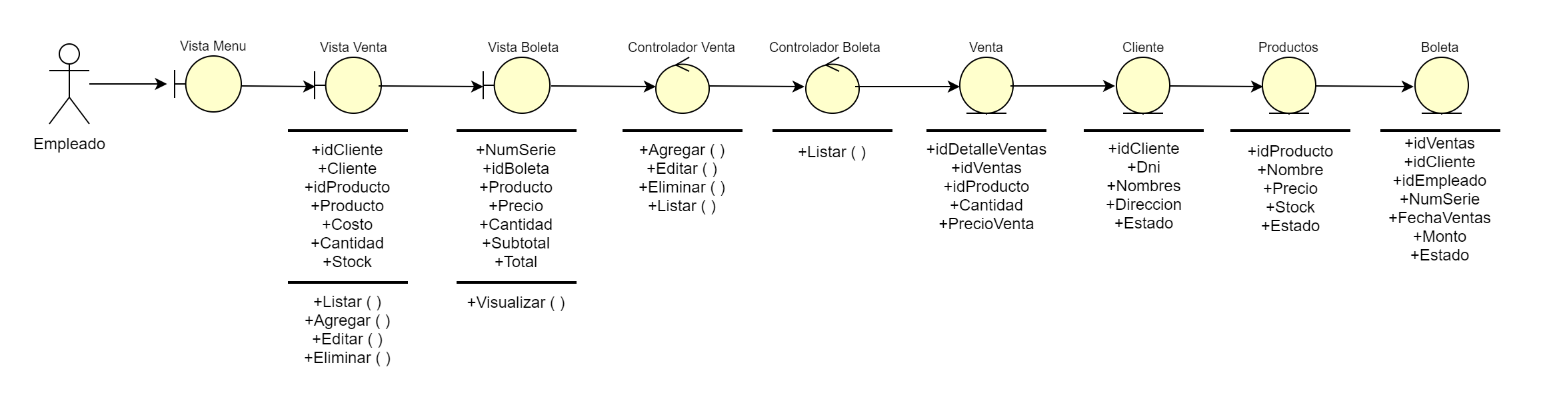 Vista Menu
Vista Venta
Vista Boleta
Controlador Venta
Controlador Boleta
Venta
Cliente
Productos
Boleta
Empleado
+idCliente
+Cliente
+idProducto
+Producto
+Costo
+Cantidad
+Stock
+Listar ( )
+Agregar ( )
+Editar ( )
+Eliminar ( )
+NumSerie
+idBoleta
+Producto
+Precio
+Cantidad
+Subtotal
+Total
+Visualizar ( )
+Agregar ( )
+Editar ( )
+Eliminar ( )
+Listar ( )
+Listar ( )
+idDetalleVentas
+idVentas
+idProducto
+Cantidad
+PrecioVenta
+idCliente
+Dni
+Nombres
+Direccion
+Estado
+idProducto
+Nombre
+Precio
+Stock
+Estado
+idVentas
+idCliente
+idEmpleado
+NumSerie
+FechaVentas
+Monto
+Estado